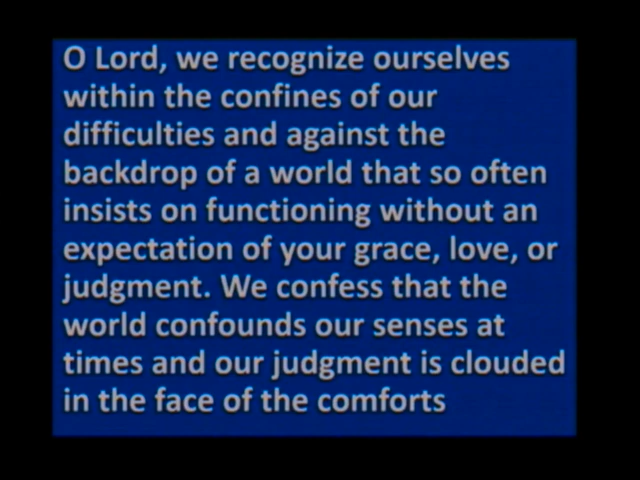 O Lord, we recognize ourselves
within the confines of our
difficulties and against the
backdrop of a world that so often
insists on functioning without an
expectation of your grace, love, or
judgment. We confess that the
world confounds our senses at
times and our judgment is clouded
in the face of the comforts